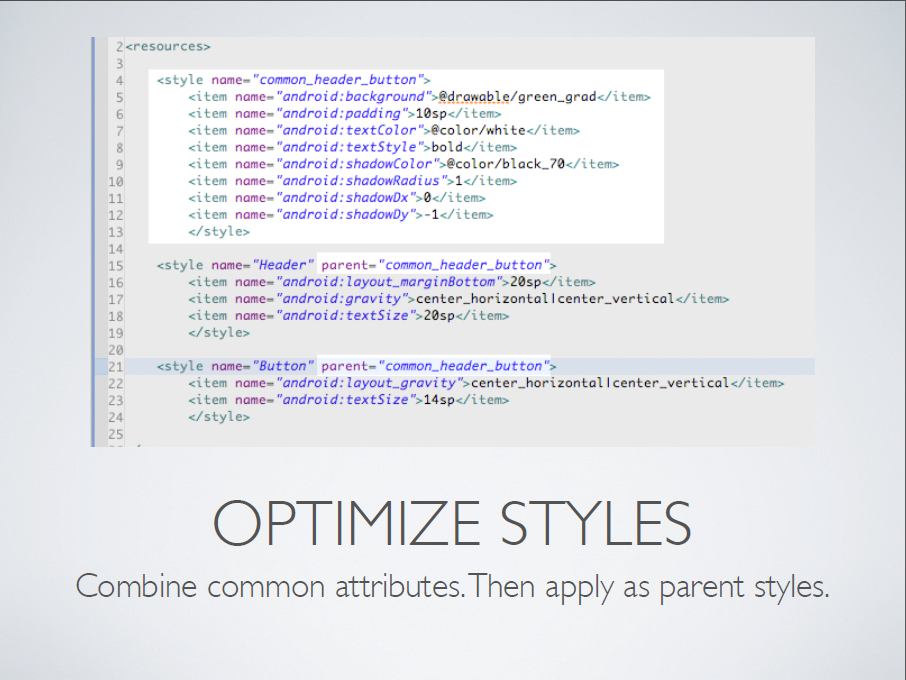 2<resources>
3
4 <style name="common_header_button">
5 <item name="android:background">@drawable/green_grad</item>
6 <item name="android:padding">10sp</item>
7 <item name="android:textColor">@color/white</item>
8 <item name="android:textStyle">bold</item>
9 <item name="android:shadowColor">@color/black_70</item>
10 <item name="android:shadowRadius">1</item>
11 <item name="android:shadowDx">0</item>
12 <item name="android:shadowDy">-1</item>
13 </style>
14
15 <style name="Header" parent="common_header_button">
16 <item name="android:layout_marginBottom">20sp</item>
17 <item name="android:gravity">center_horizontal|center_vertical</item>
18 <item name="android:textSize">20sp</item>
19 </style>
20
21 <style name="Button" parent="common_header_button">
22 <item name="android:layout_gravity">center_horizontal|center_vertical</item>
23 <item name="android:textSize">14sp</item>
24 </style>
25
OPTIMIZE STYLES
Combine common attributes. Then apply as parent styles.